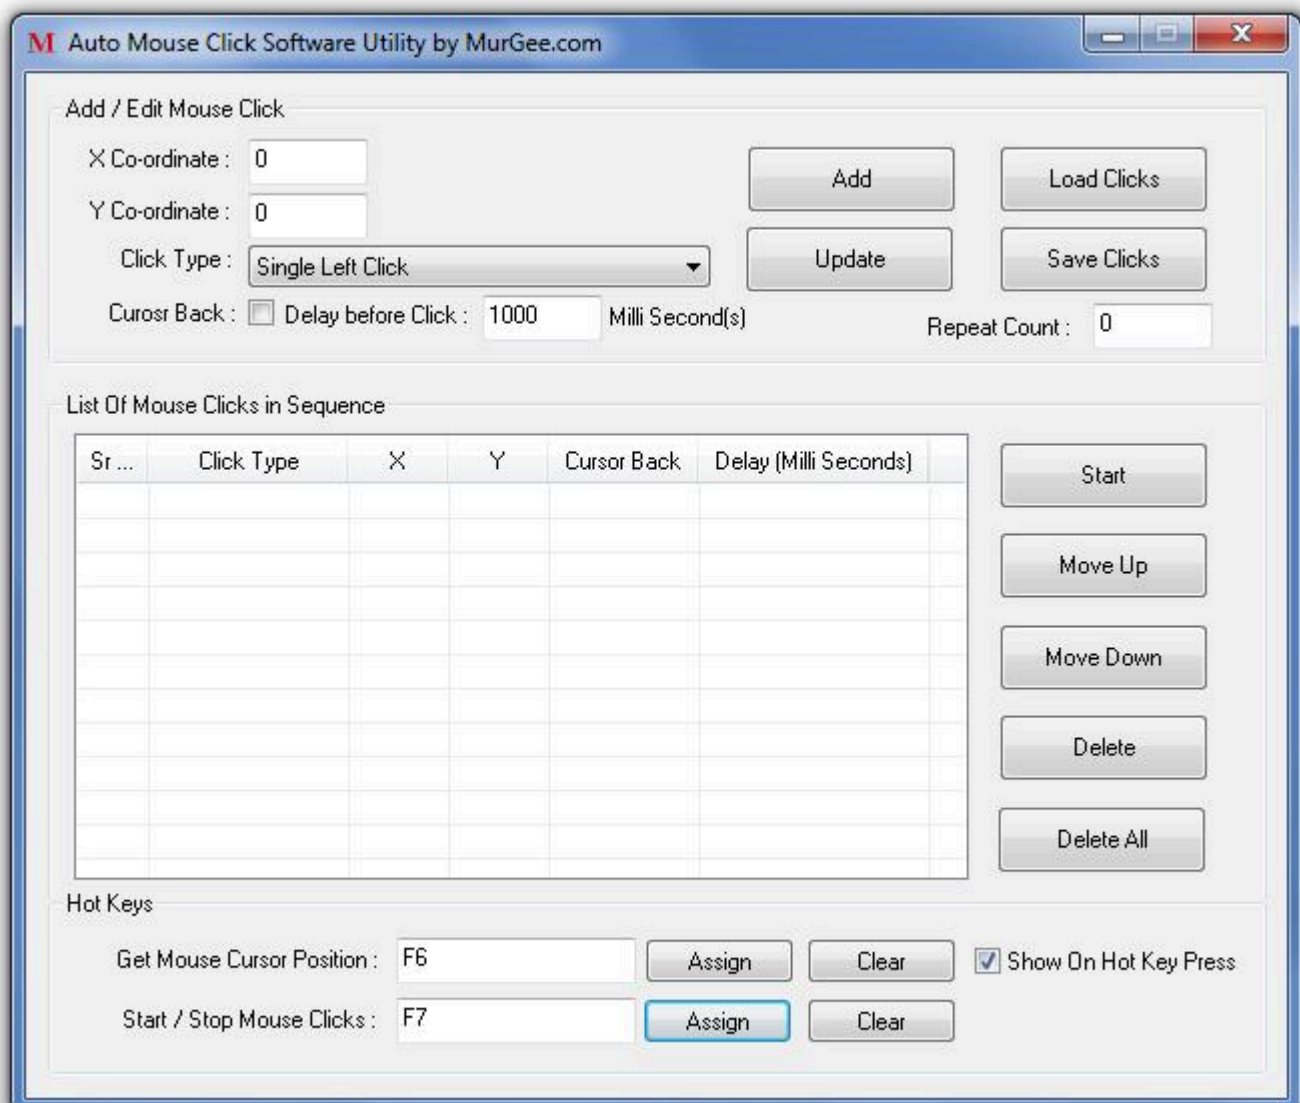 M Auto Mouse Click Software Utility by MurGee.com
Add / Edit Mouse Click
X Co-ordinate : 0
Add
Load Clicks
Y Co-ordinate : 0
Click Type : Single Left Click
Update
Save Clicks
Curosr Back : Delay before Click : 1000 Milli Second(s)
Repeat Count : 0
List Of Mouse Clicks in Sequence
Sr ... Click Type X Y Cursor Back Delay (Milli Seconds)
Start
Move Up
Move Down
Delete
Delete All
Hot Keys
Get Mouse Cursor Position : F6 Assign Clear Show On Hot Key Press
Start / Stop Mouse Clicks : F7 Assign Clear